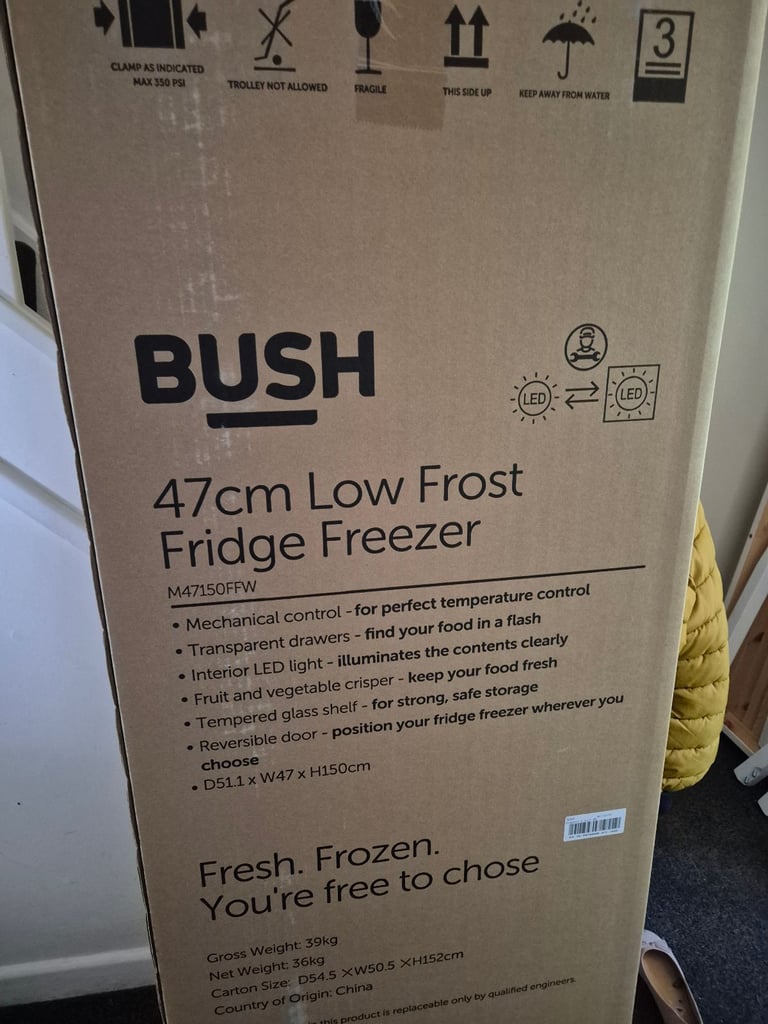 CLAMP AS INDICATED
MAX 350 PSI
TROLLEY NOT ALLOWED
FRAGILE
THIS SIDE UP
KEEP AWAY FROM WATER
3
BUSH
LED
LED
47cm Low Frost
Fridge Freezer
M47150FFW
• Mechanical control - for perfect temperature control
• Transparent drawers - find your food in a flash
• Interior LED light - illuminates the contents clearly
• Fruit and vegetable crisper - keep your food fresh
• Tempered glass shelf - for strong, safe storage
• Reversible door - position your fridge freezer wherever you
choose
• D51.1 x W47 x H150cm
Fresh. Frozen.
You're free to choose
Gross Weight: 39kg
Net Weight: 36kg
Carton Size: D54.5 ×W50.5 ×H152cm
Country of Origin: China
this product is replaceable only by qualified engineers.